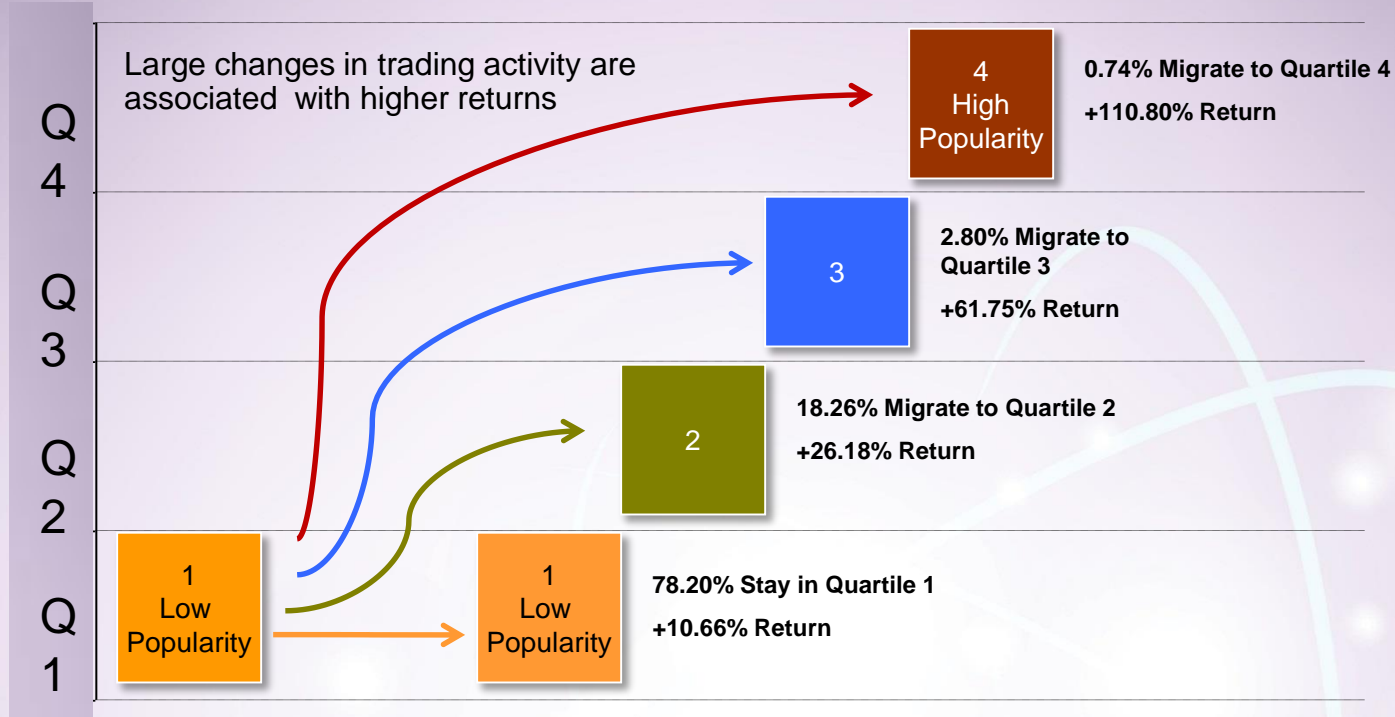 Large changes in trading activity are
associated with higher returns
Q
4
Q
3
Q
2
Q
1
4
High
Popularity
0.74% Migrate to Quartile 4
+110.80% Return
3
2.80% Migrate to
Quartile 3
+61.75% Return
2
18.26% Migrate to Quartile 2
+26.18% Return
1
Low
Popularity
1
Low
Popularity
78.20% Stay in Quartile 1
+10.66% Return